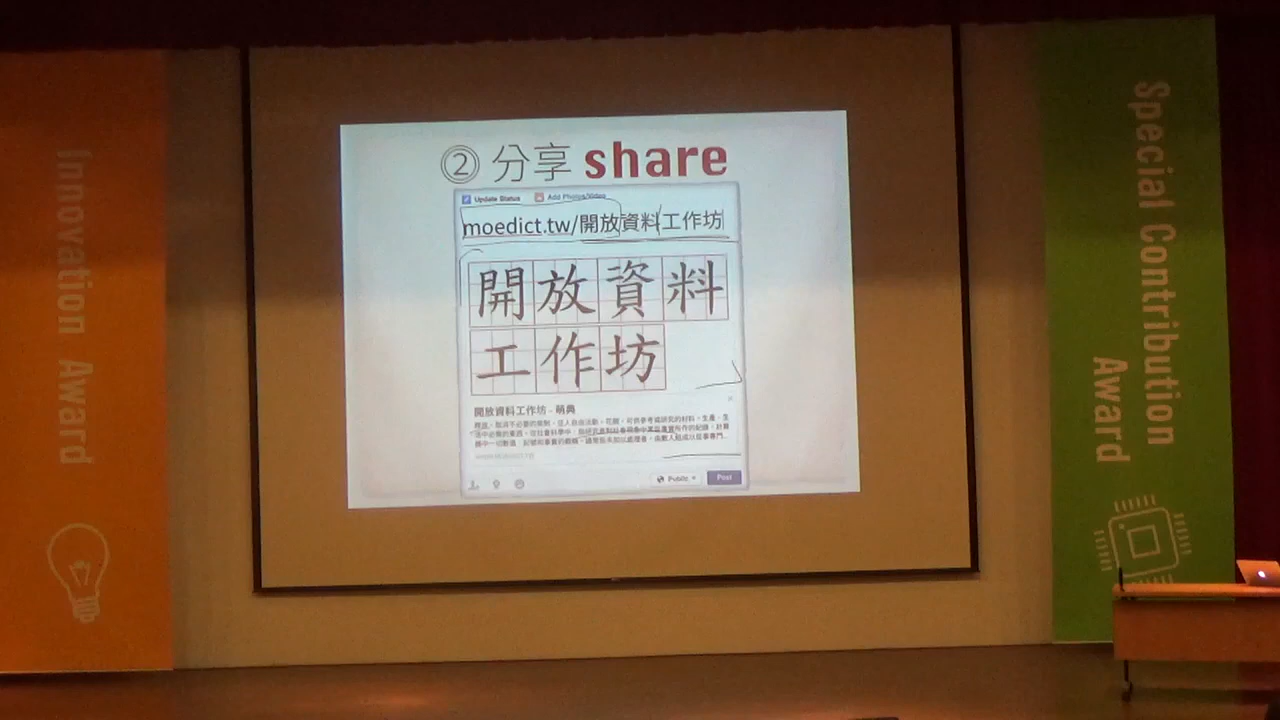 Innovation Award
② 分享 share
Update Status Add Photos/Video
moedict.tw/開放資料工作坊
開放資料
工作坊
開放資料工作坊 - 萌典
Public
Post
Special Contribution
Award